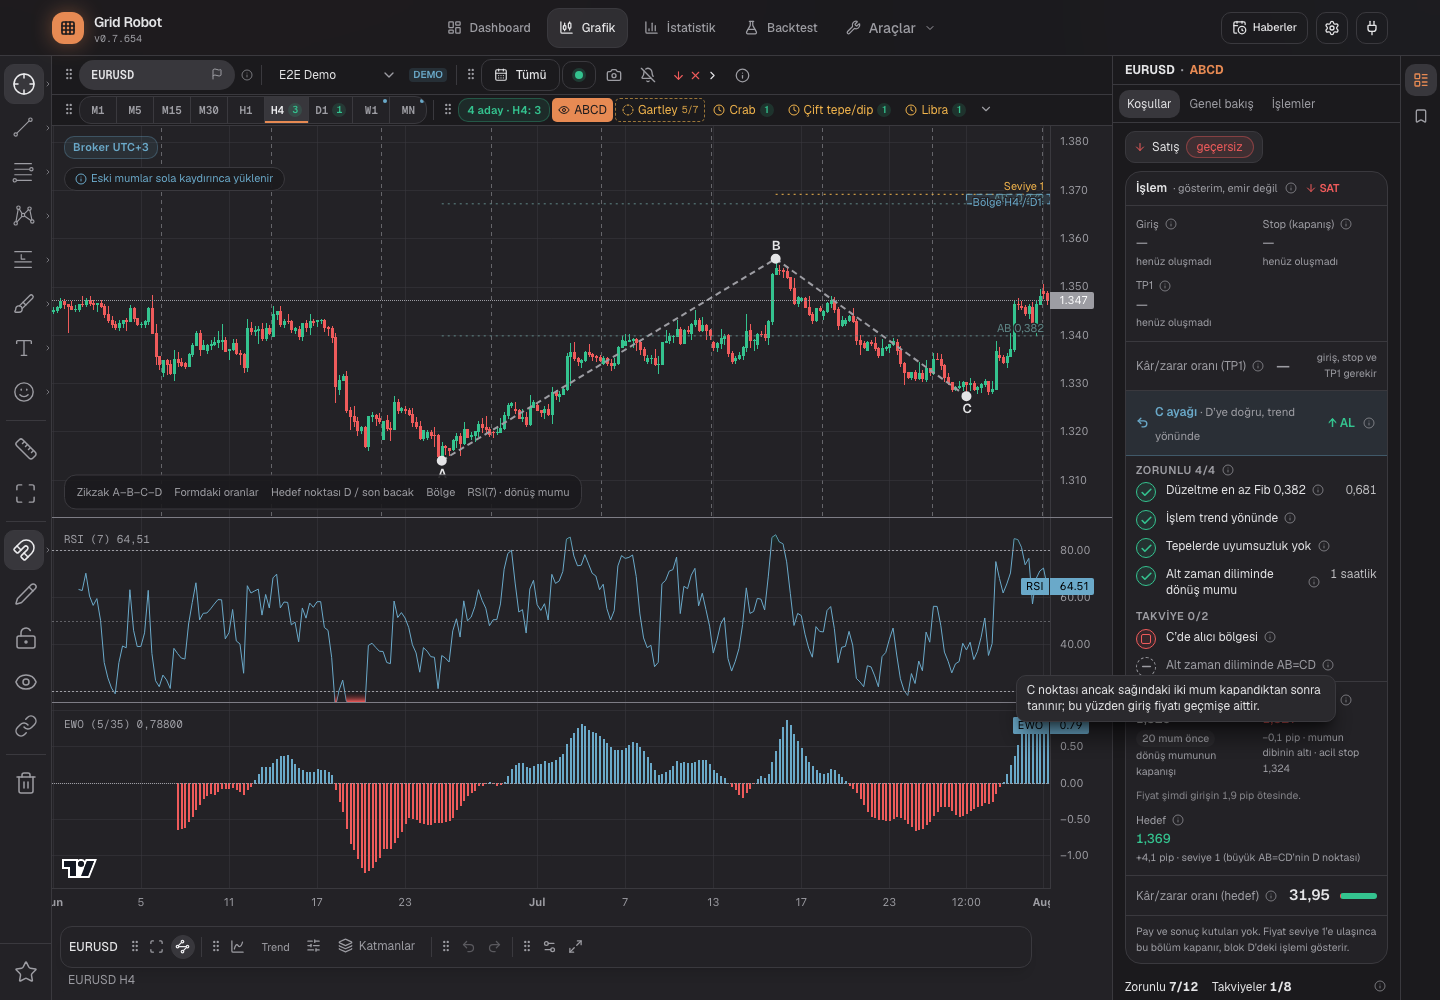 Grid Robot
v0.7.654
Dashboard
Grafik
İstatistik
Backtest
Araçlar
Haberler
EURUSD
E2E Demo
DEMO
Tümü
M1 M5 M15 M30 H1 H4 3 D1 1 W1 MN
4 aday · H4: 3
ABCD
Gartley 5/7
Crab 1
Çift tepe/dip 1
Libra 1
Broker UTC+3
Eski mumlar sola kaydırınca yüklenir
Seviye 1
Bölge H4 / D1
B
AB 0,382
C
A
1.380
1.370
1.360
1.350
1.347
1.340
1.330
1.320
1.310
Zikzak A–B–C–D Formdaki oranlar Hedef noktası D / son bacak Bölge RSI(7) · dönüş mumu
RSI (7) 64,51
80.00
RSI 64.51
60.00
40.00
EWO (5/35) 0,78800
EWO 0.79
0.50
0.00
−0.50
−1.00
5 11 17 23 Jul 7 13 17 23 12:00
EURUSD
Trend
Katmanlar
EURUSD H4
EURUSD · ABCD
Koşullar Genel bakış İşlemler
Satış geçersiz
İşlem · gösterim, emir değil
SAT
Giriş
—
henüz oluşmadı
Stop (kapanış)
—
henüz oluşmadı
TP1
—
henüz oluşmadı
Kâr/zarar oranı (TP1) —
giriş, stop ve
TP1 gerekir
C ayağı · D'ye doğru, trend
yönünde
AL
ZORUNLU 4/4
Düzeltme en az Fib 0,382 0,681
İşlem trend yönünde
Tepelerde uyumsuzluk yok
Alt zaman diliminde
dönüş mumu
1 saatlik
TAKVİYE 0/2
C'de alıcı bölgesi
Alt zaman diliminde AB=CD
C noktası ancak sağındaki iki mum kapandıktan sonra
tanınır; bu yüzden giriş fiyatı geçmişe aittir.
20 mum önce
dönüş mumunun
kapanışı
−0,1 pip · mumun
dibinin altı · acil stop
1,324
Fiyat şimdi girişin 1,9 pip ötesinde.
Hedef
1,369
+4,1 pip · seviye 1 (büyük AB=CD'nin D noktası)
Kâr/zarar oranı (hedef) 31,95
Pay ve sonuç kutuları yok. Fiyat seviye 1'e ulaşınca
bu bölüm kapanır, blok D'deki işlemi gösterir.
Zorunlu 7/12 Takviyeler 1/8